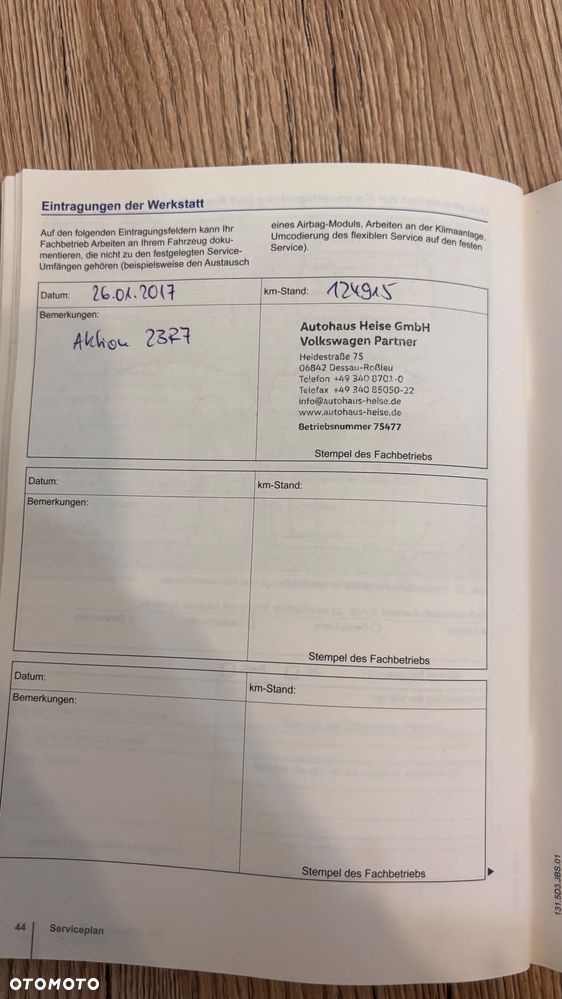 Eintragungen der Werkstatt
Auf den folgenden Eintragungsfeldern kann Ihr
Fachbetrieb Arbeiten an Ihrem Fahrzeug doku-
mentieren, die nicht zu den festgelegten Service-
Umfängen gehören (beispielsweise den Austausch
eines Airbag-Moduls, Arbeiten an der Klimaanlage,
Umcodierung des flexiblen Service auf den festen
Service).
Datum: 26.01.2017
km-Stand: 124915
Bemerkungen:
Aktion 23R7
Autohaus Heise GmbH
Volkswagen Partner
Heidestraße 75
06842 Dessau-Roßlau
Telefon +49 340 8701-0
Telefax +49 340 85050-22
info@autohaus-heise.de
www.autohaus-heise.de
Betriebsnummer 75477
Stempel des Fachbetriebs
Datum:
km-Stand:
Bemerkungen:
Stempel des Fachbetriebs
Datum:
km-Stand:
Bemerkungen:
Stempel des Fachbetriebs
44
Serviceplan
131.5D3.JBS.01
OTOMOTO